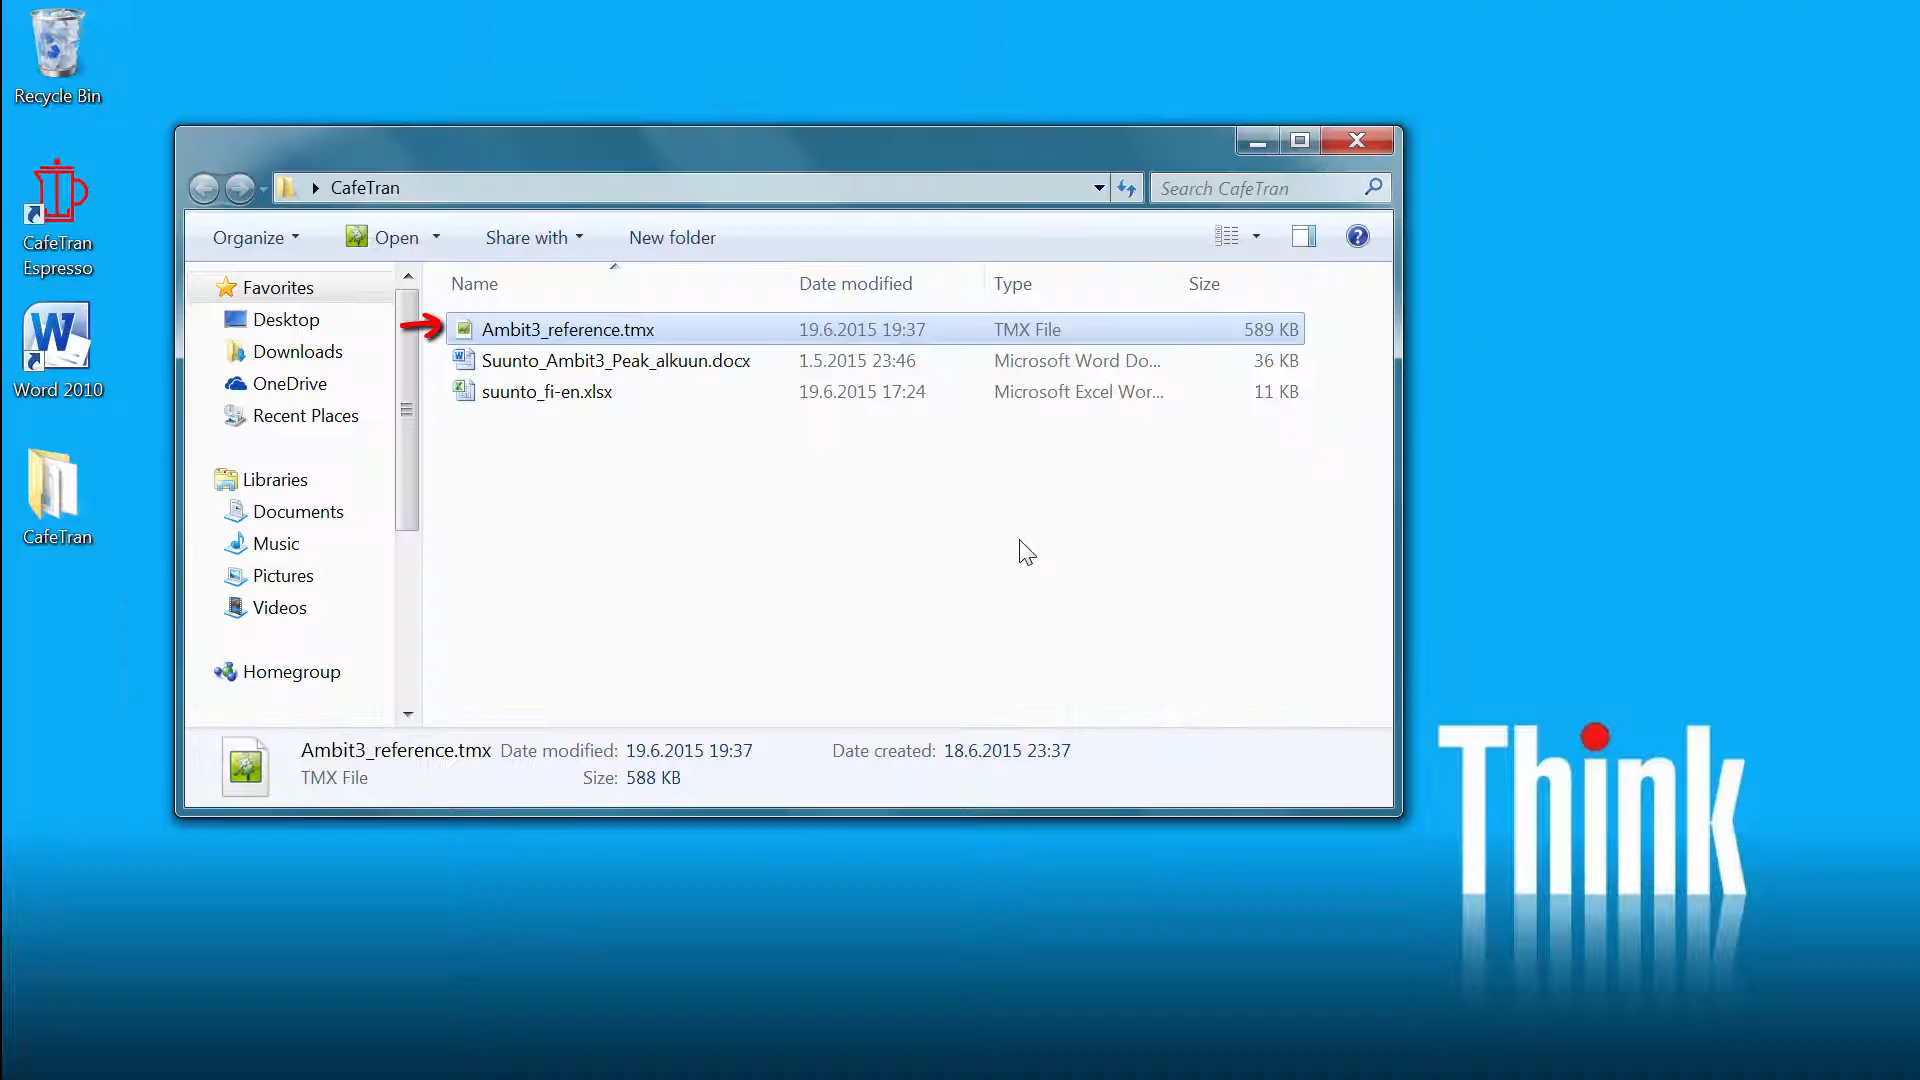 Recycle Bin
CafeTran
Espresso
Word 2010
CafeTran
CafeTran
Search CafeTran
Organize
Open
Share with
New folder
Favorites
Desktop
Downloads
OneDrive
Recent Places
Libraries
Documents
Music
Pictures
Videos
Homegroup
Name Date modified Type Size
Ambit3_reference.tmx 19.6.2015 19:37 TMX File 589 KB
Suunto_Ambit3_Peak_alkuun.docx 1.5.2015 23:46 Microsoft Word Do... 36 KB
suunto_fi-en.xlsx 19.6.2015 17:24 Microsoft Excel Wor... 11 KB
Ambit3_reference.tmx Date modified: 19.6.2015 19:37 Date created: 18.6.2015 23:37
TMX File Size: 588 KB
Think